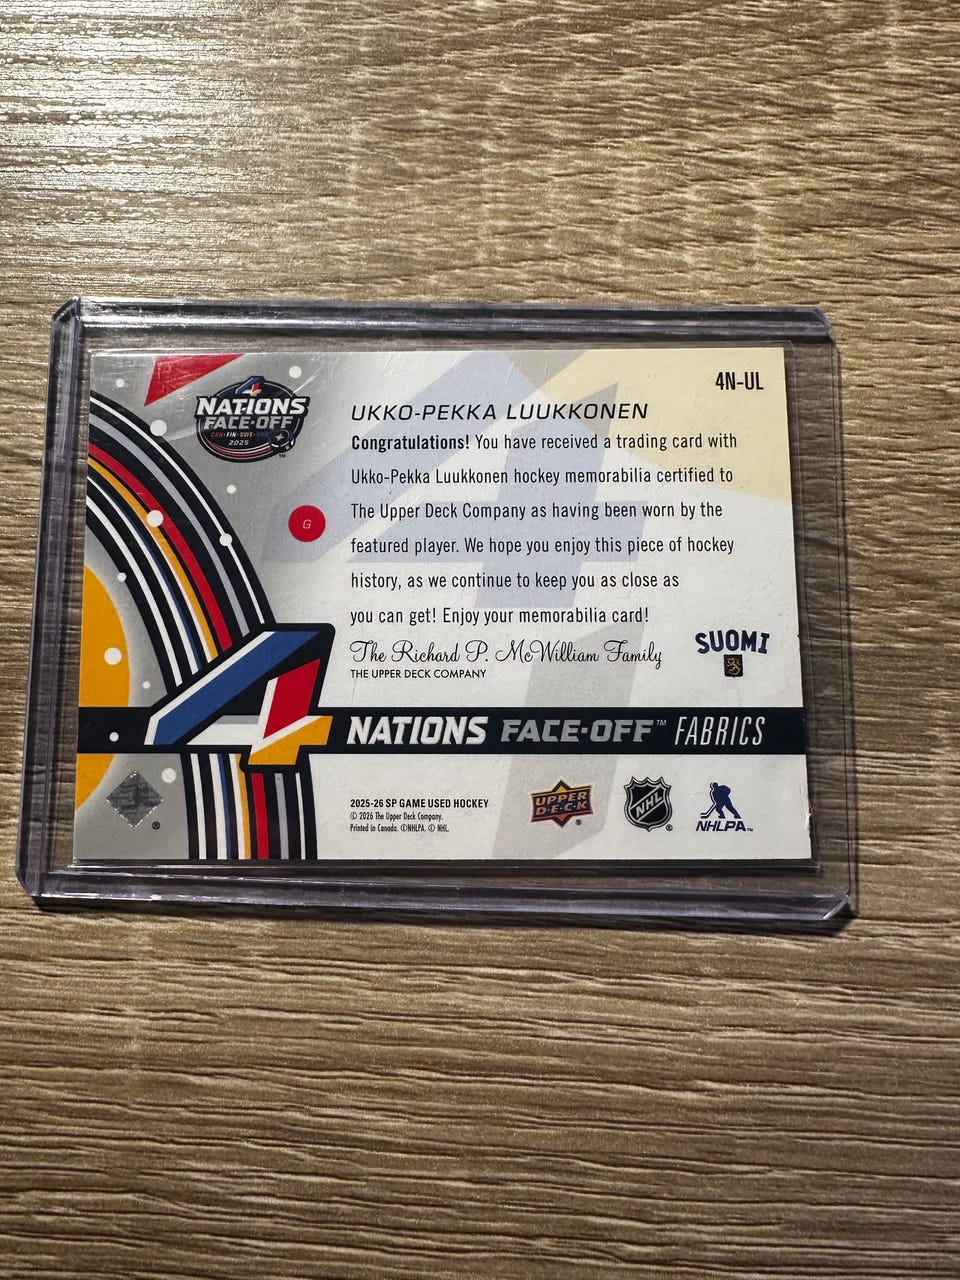 4N-UL
NATIONS
FACE-OFF
CAN•FIN•SWE•USA
2025
™
UKKO-PEKKA LUUKKONEN
Congratulations! You have received a trading card with
Ukko-Pekka Luukkonen hockey memorabilia certified to
The Upper Deck Company as having been worn by the
featured player. We hope you enjoy this piece of hockey
history, as we continue to keep you as close as
you can get! Enjoy your memorabilia card!
G
The Richard P. McWilliam Family
THE UPPER DECK COMPANY
SUOMI
4 NATIONS FACE-OFF™ FABRICS
2025-26 SP GAME USED HOCKEY
© 2026 The Upper Deck Company.
Printed in Canada. ©NHLPA. © NHL.
UPPER
D•E•C•K ®
NHL ®
NHLPA™
®